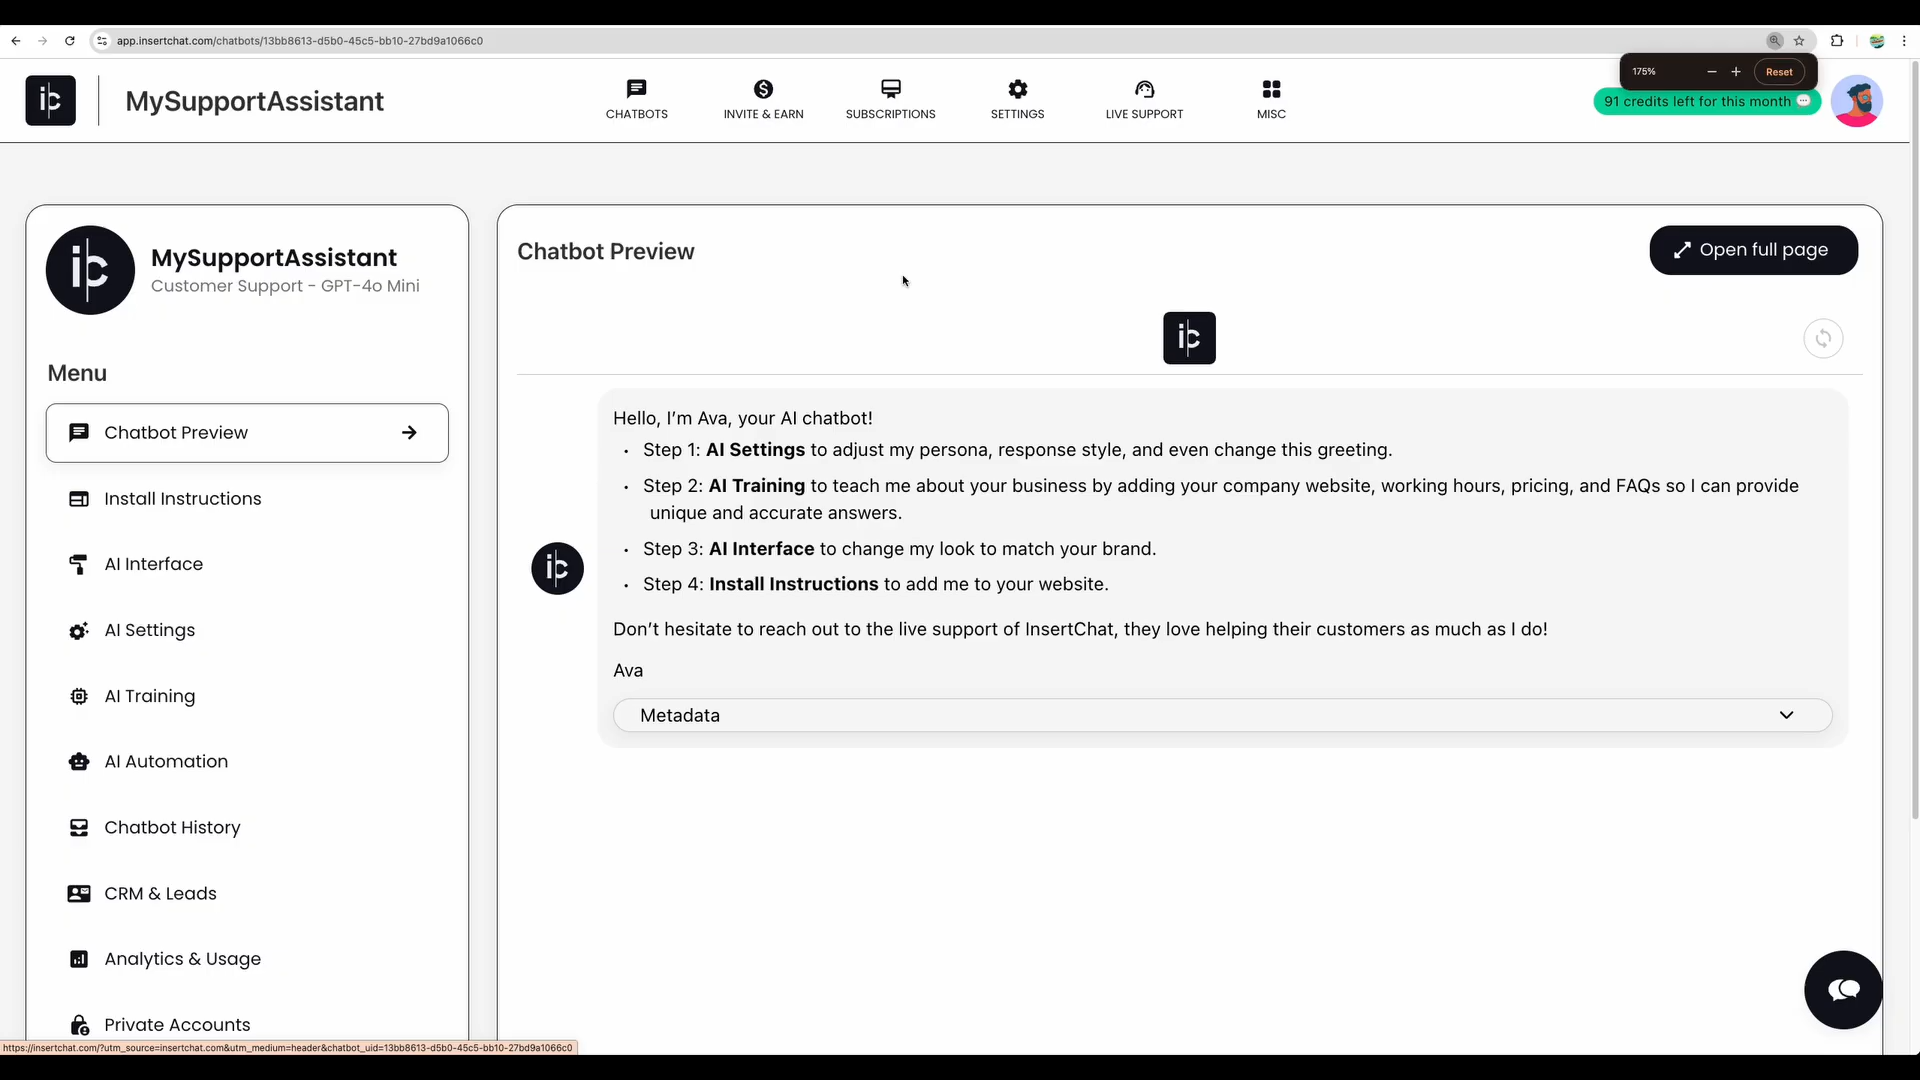 app.insertchat.com/chatbots/13bb8613-d5b0-45c5-bb10-27bd9a1066c0
175%
Reset
ic
MySupportAssistant
CHATBOTS
INVITE & EARN
SUBSCRIPTIONS
SETTINGS
LIVE SUPPORT
MISC
91 credits left for this month
ic
MySupportAssistant
Customer Support - GPT-4o Mini
Menu
Chatbot Preview
Install Instructions
AI Interface
AI Settings
AI Training
AI Automation
Chatbot History
CRM & Leads
Analytics & Usage
Private Accounts
Chatbot Preview
Open full page
ic
ic
Hello, I’m Ava, your AI chatbot!
• Step 1: AI Settings to adjust my persona, response style, and even change this greeting.
• Step 2: AI Training to teach me about your business by adding your company website, working hours, pricing, and FAQs so I can provide
unique and accurate answers.
• Step 3: AI Interface to change my look to match your brand.
• Step 4: Install Instructions to add me to your website.
Don’t hesitate to reach out to the live support of InsertChat, they love helping their customers as much as I do!
Ava
Metadata
https://insertchat.com/?utm_source=insertchat.com&utm_medium=header&chatbot_uid=13bb8613-d5b0-45c5-bb10-27bd9a1066c0